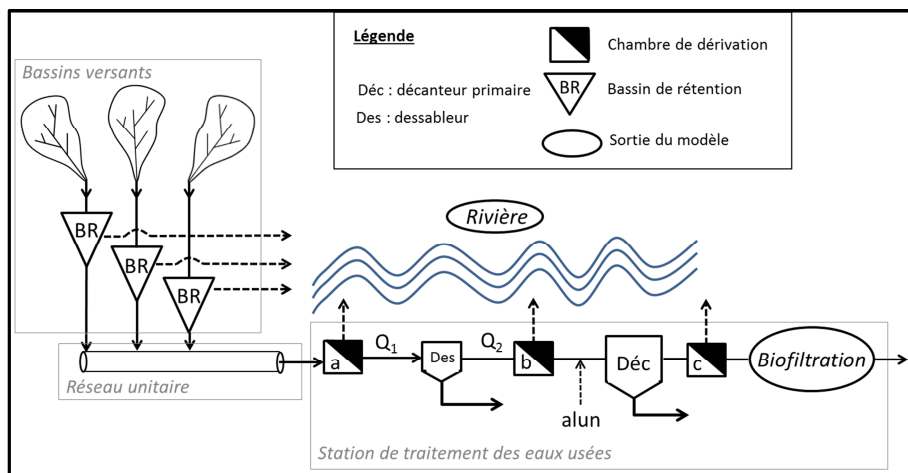 Légende
Déc : décanteur primaire
Des : dessableur
Chambre de dérivation
BR
Bassin de rétention
Sortie du modèle
Bassins versants
BR
BR
BR
Rivière
Réseau unitaire
a
Q1
Des
Q2
b
alun
Déc
c
Biofiltration
Station de traitement des eaux usées